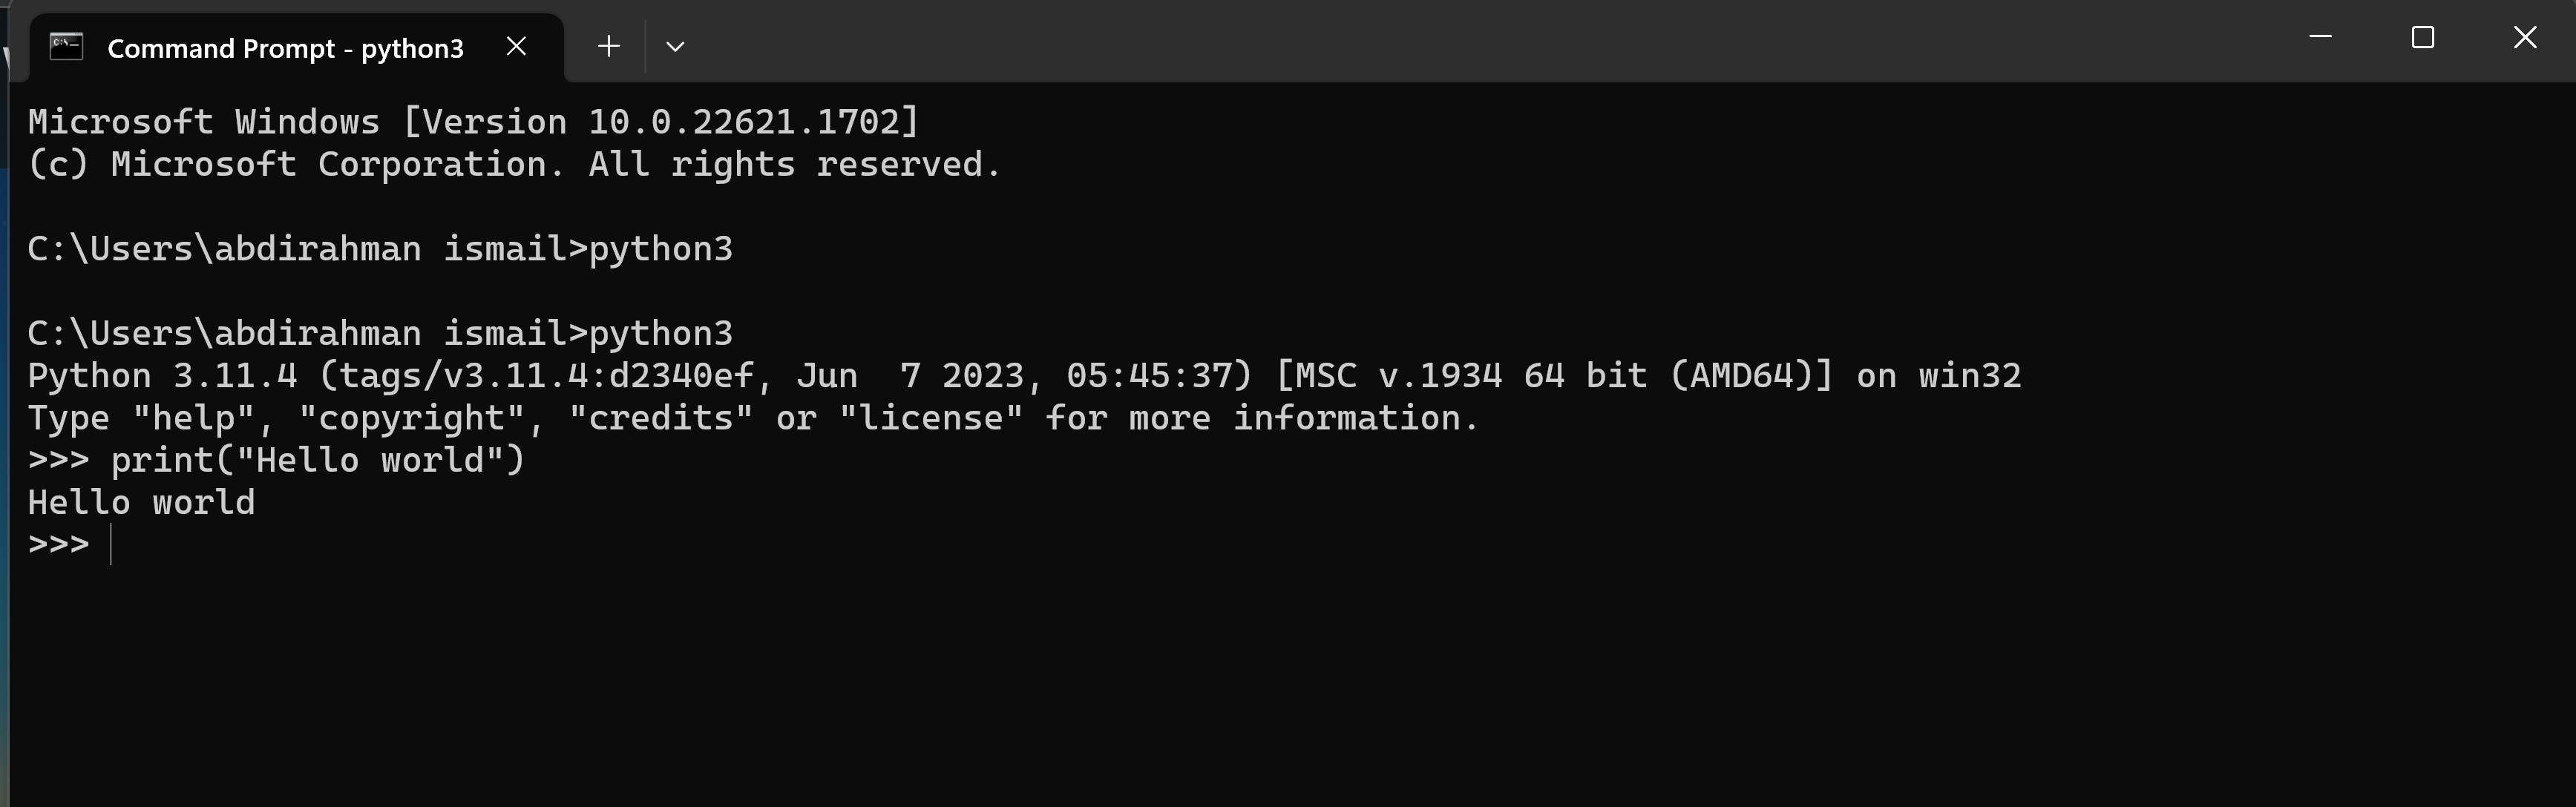 Command Prompt - python3
Microsoft Windows [Version 10.0.22621.1702]
(c) Microsoft Corporation. All rights reserved.
C:\Users\abdirahman ismail>python3
C:\Users\abdirahman ismail>python3
Python 3.11.4 (tags/v3.11.4:d2340ef, Jun  7 2023, 05:45:37) [MSC v.1934 64 bit (AMD64)] on win32
Type "help", "copyright", "credits" or "license" for more information.
>>> print("Hello world")
Hello world
>>>